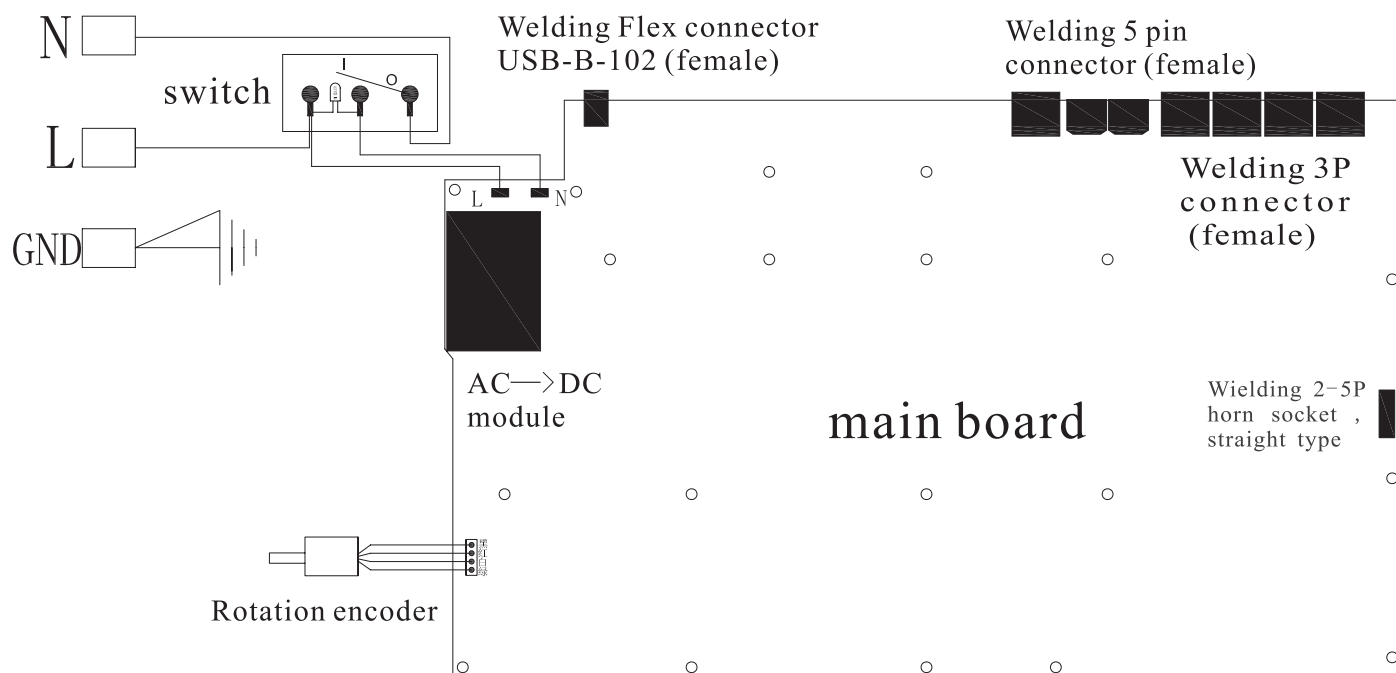 N
switch
I
O
L
GND
Welding Flex connector
USB-B-102 (female)
Welding 5 pin
connector (female)
Welding 3P
connector
(female)
L
N
AC—>DC
module
main board
Wielding 2-5P
horn socket ,
straight type
Rotation encoder